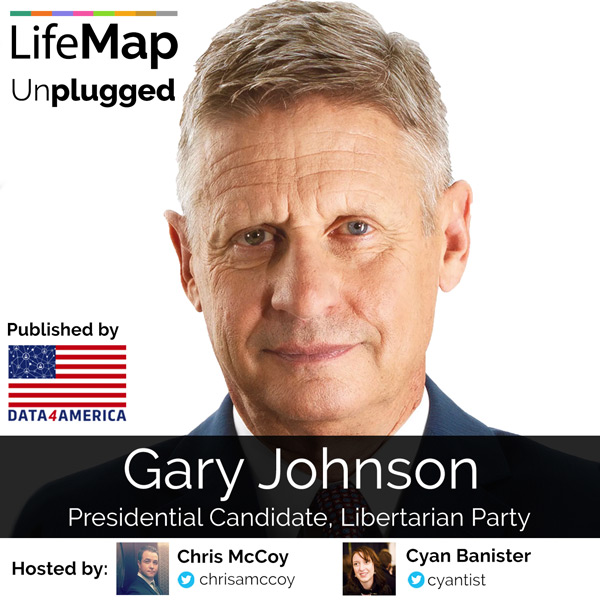 LifeMap
Unplugged
Published by
DATA4AMERICA
Gary Johnson
Presidential Candidate, Libertarian Party
Hosted by:
Chris McCoy
chrisamccoy
Cyan Banister
cyantist